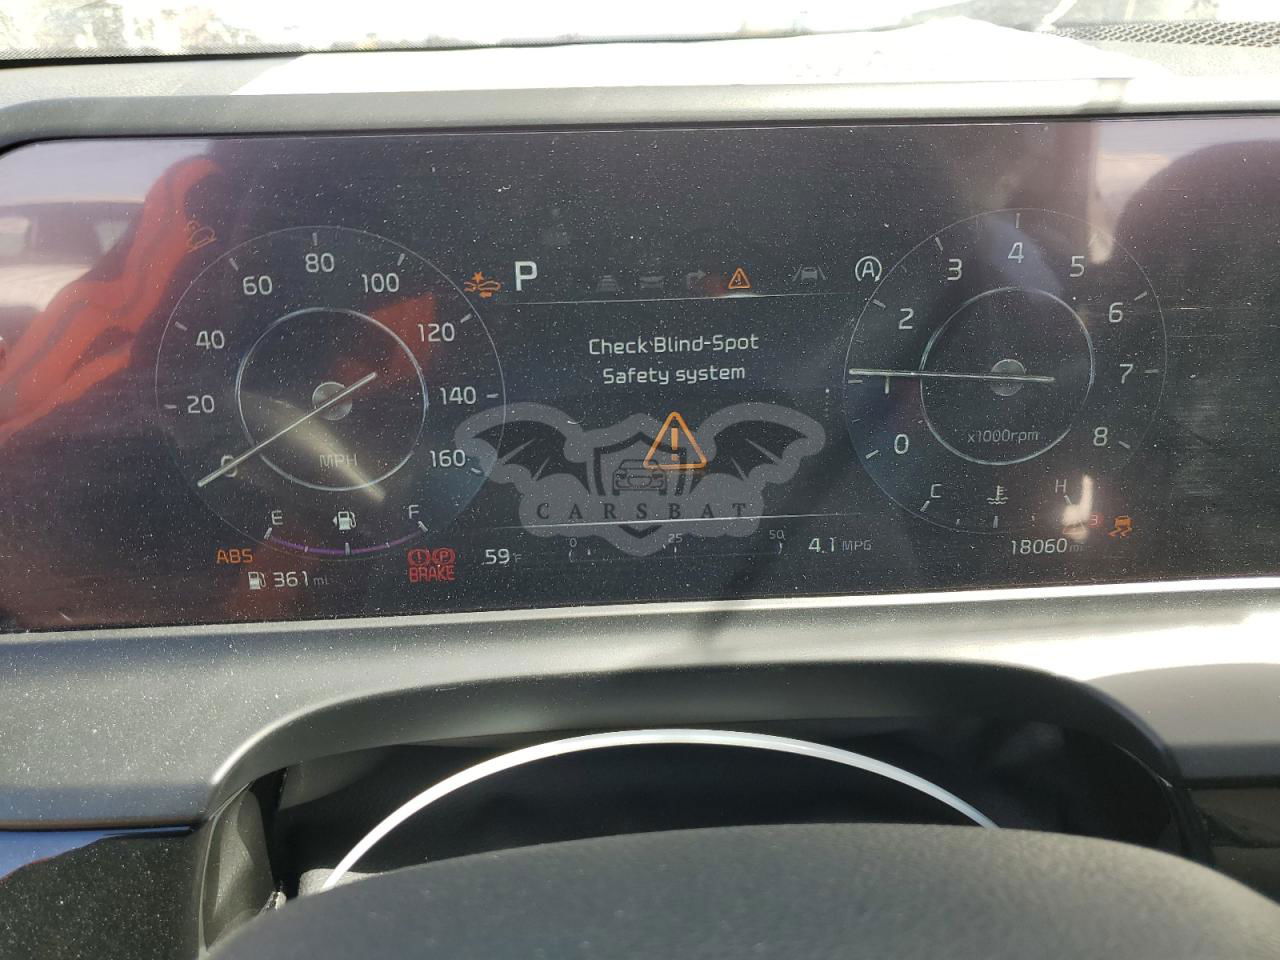 80
60
100
40
120
20
140
0
160
MPH
E
F
P
A
Check Blind-Spot
Safety system
CARSBAT
4
3
5
2
6
1
7
0
8
x1000rpm
C
H
ABS
361 mi
P
BRAKE
59°F
0
25
50
4.1 MPG
18060 mi
3